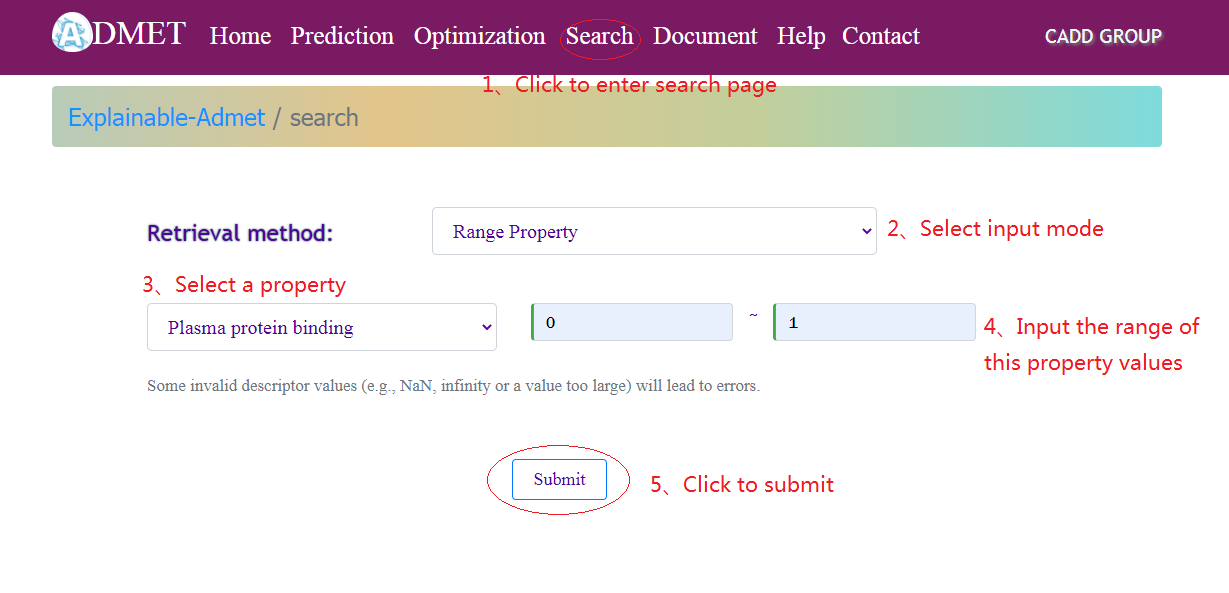 ADMET Home Prediction Optimization Search Document Help Contact CADD GROUP
1、Click to enter search page
Explainable-Admet / search
Retrieval method: Range Property 2、Select input mode
3、Select a property
Plasma protein binding 0 ~ 1 4、Input the range of
this property values
Some invalid descriptor values (e.g., NaN, infinity or a value too large) will lead to errors.
Submit 5、Click to submit